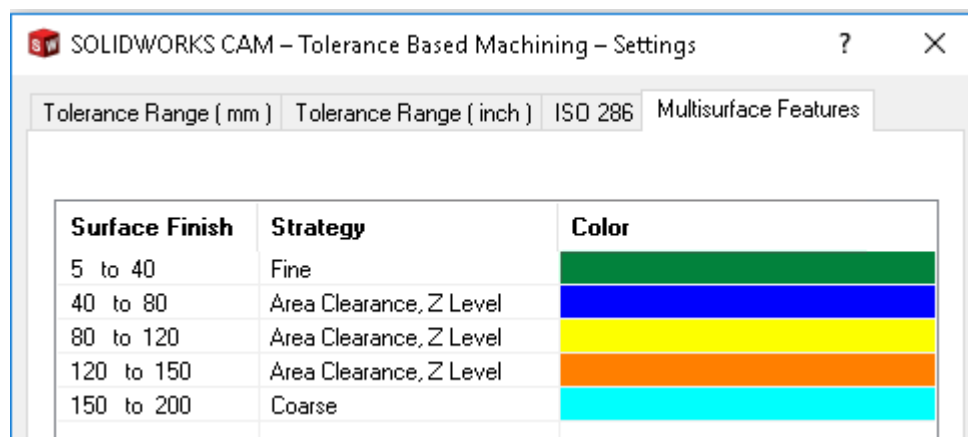 SW SOLIDWORKS CAM – Tolerance Based Machining – Settings ? ×
Tolerance Range ( mm ) Tolerance Range ( inch ) ISO 286 Multisurface Features
Surface Finish Strategy Color
5 to 40 Fine
40 to 80 Area Clearance, Z Level
80 to 120 Area Clearance, Z Level
120 to 150 Area Clearance, Z Level
150 to 200 Coarse